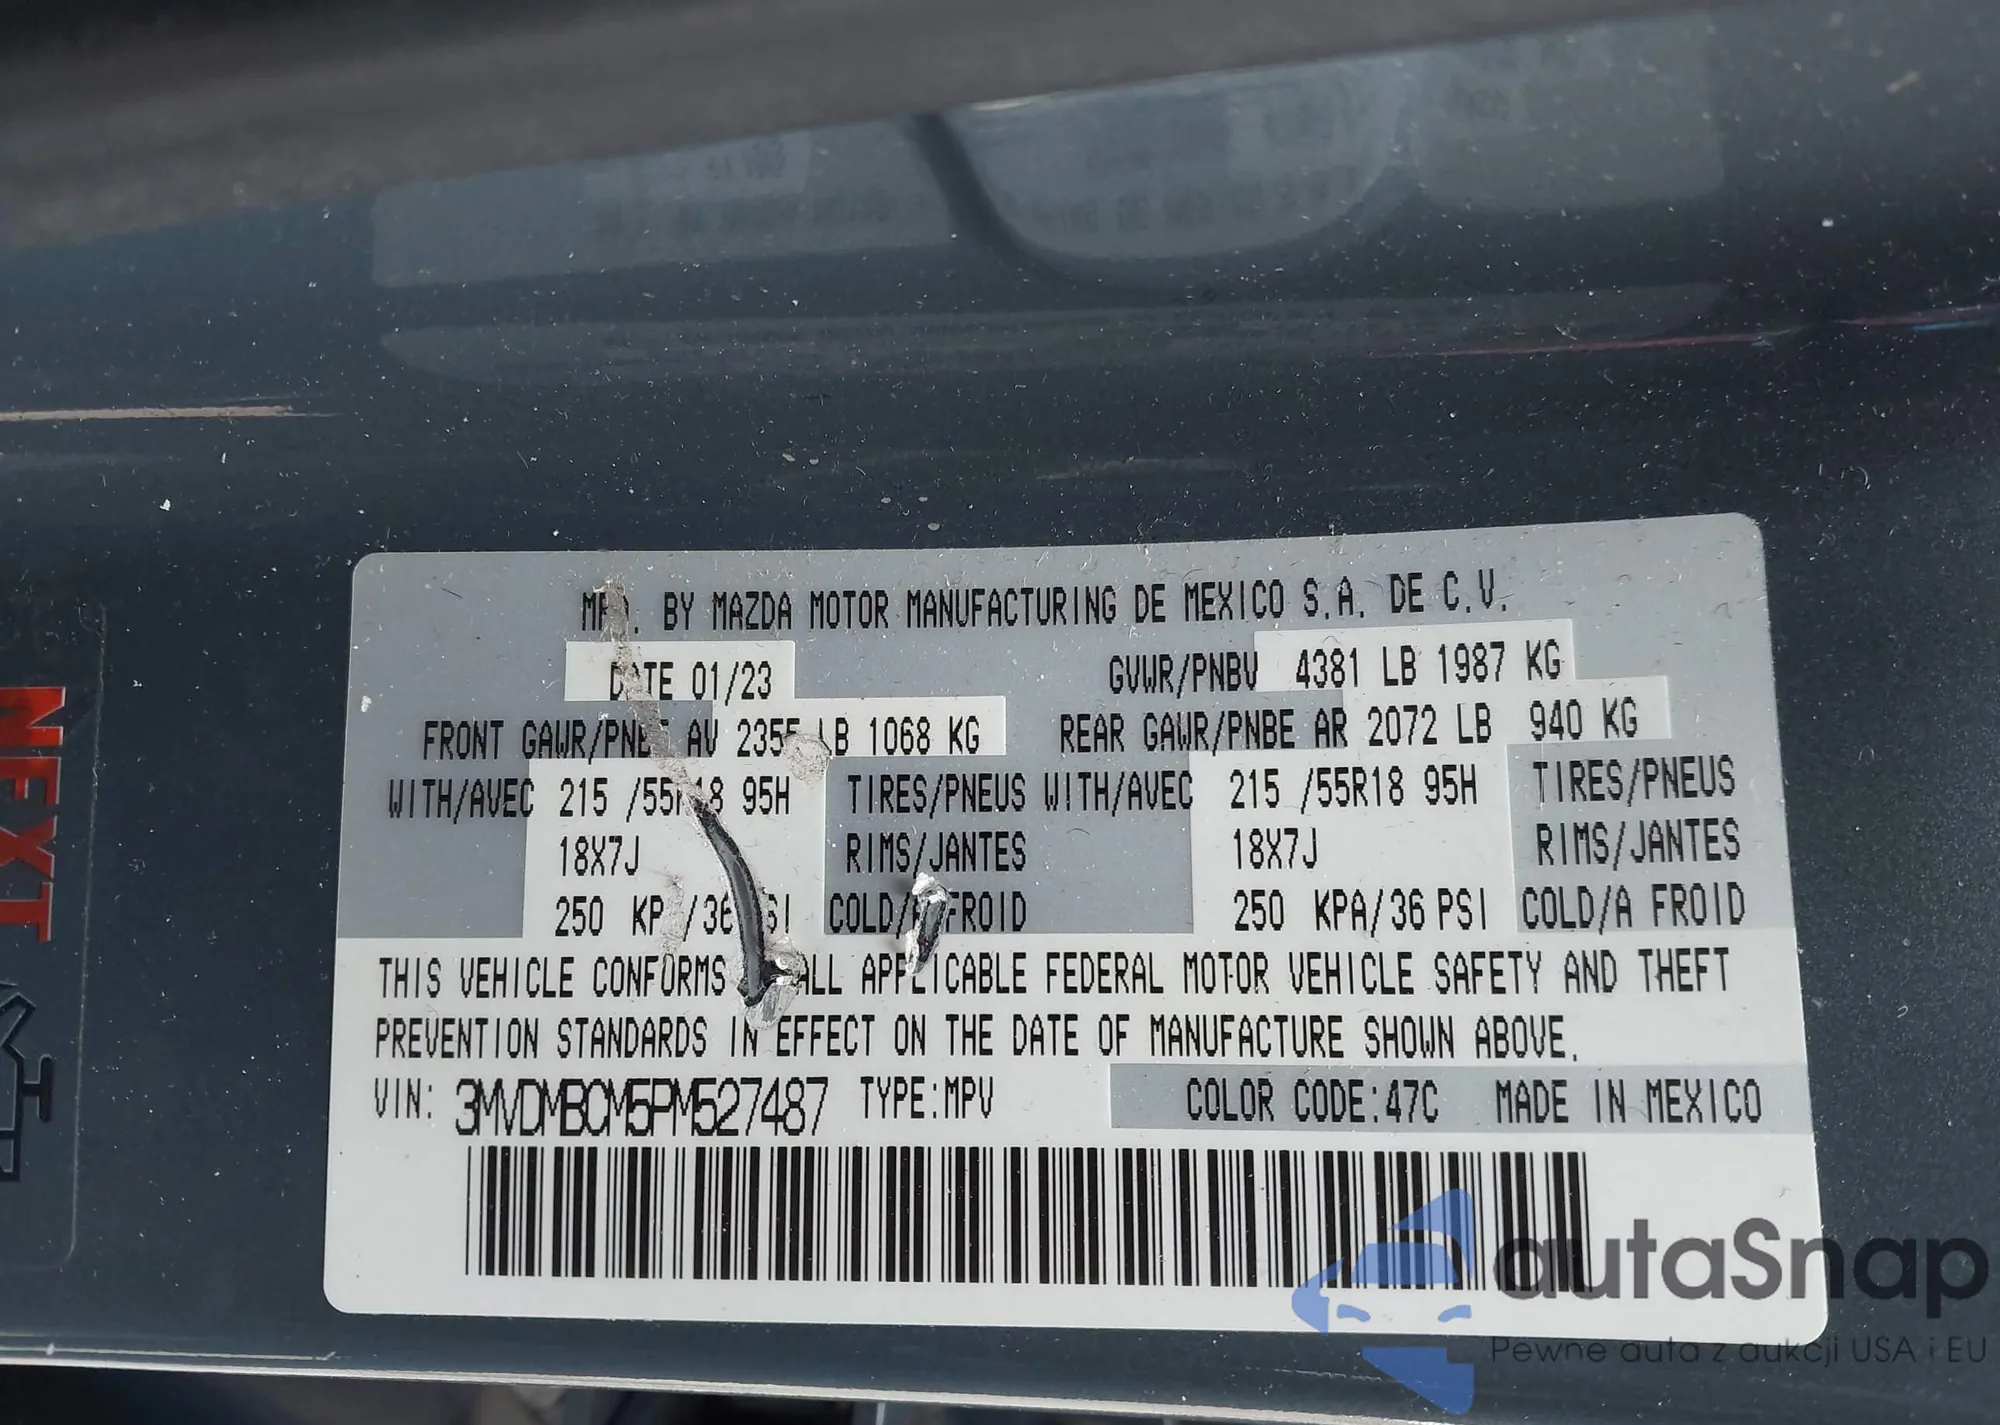 MFD. BY MAZDA MOTOR MANUFACTURING DE MEXICO S.A. DE C.V.
DATE 01/23 GVWR/PNBV 4381 LB 1987 KG
FRONT GAWR/PNBE AV 2355 LB 1068 KG REAR GAWR/PNBE AR 2072 LB 940 KG
WITH/AVEC 215 /55R18 95H TIRES/PNEUS WITH/AVEC 215 /55R18 95H TIRES/PNEUS
18X7J RIMS/JANTES 18X7J RIMS/JANTES
250 KPA/36 PSI COLD/A FROID 250 KPA/36 PSI COLD/A FROID
THIS VEHICLE CONFORMS ALL APPLICABLE FEDERAL MOTOR VEHICLE SAFETY AND THEFT
PREVENTION STANDARDS IN EFFECT ON THE DATE OF MANUFACTURE SHOWN ABOVE.
VIN: 3MVDMBCM5PM527487 TYPE:MPV COLOR CODE:47C MADE IN MEXICO
NEXT
autaSnap
Pewne auta z aukcji USA i EU